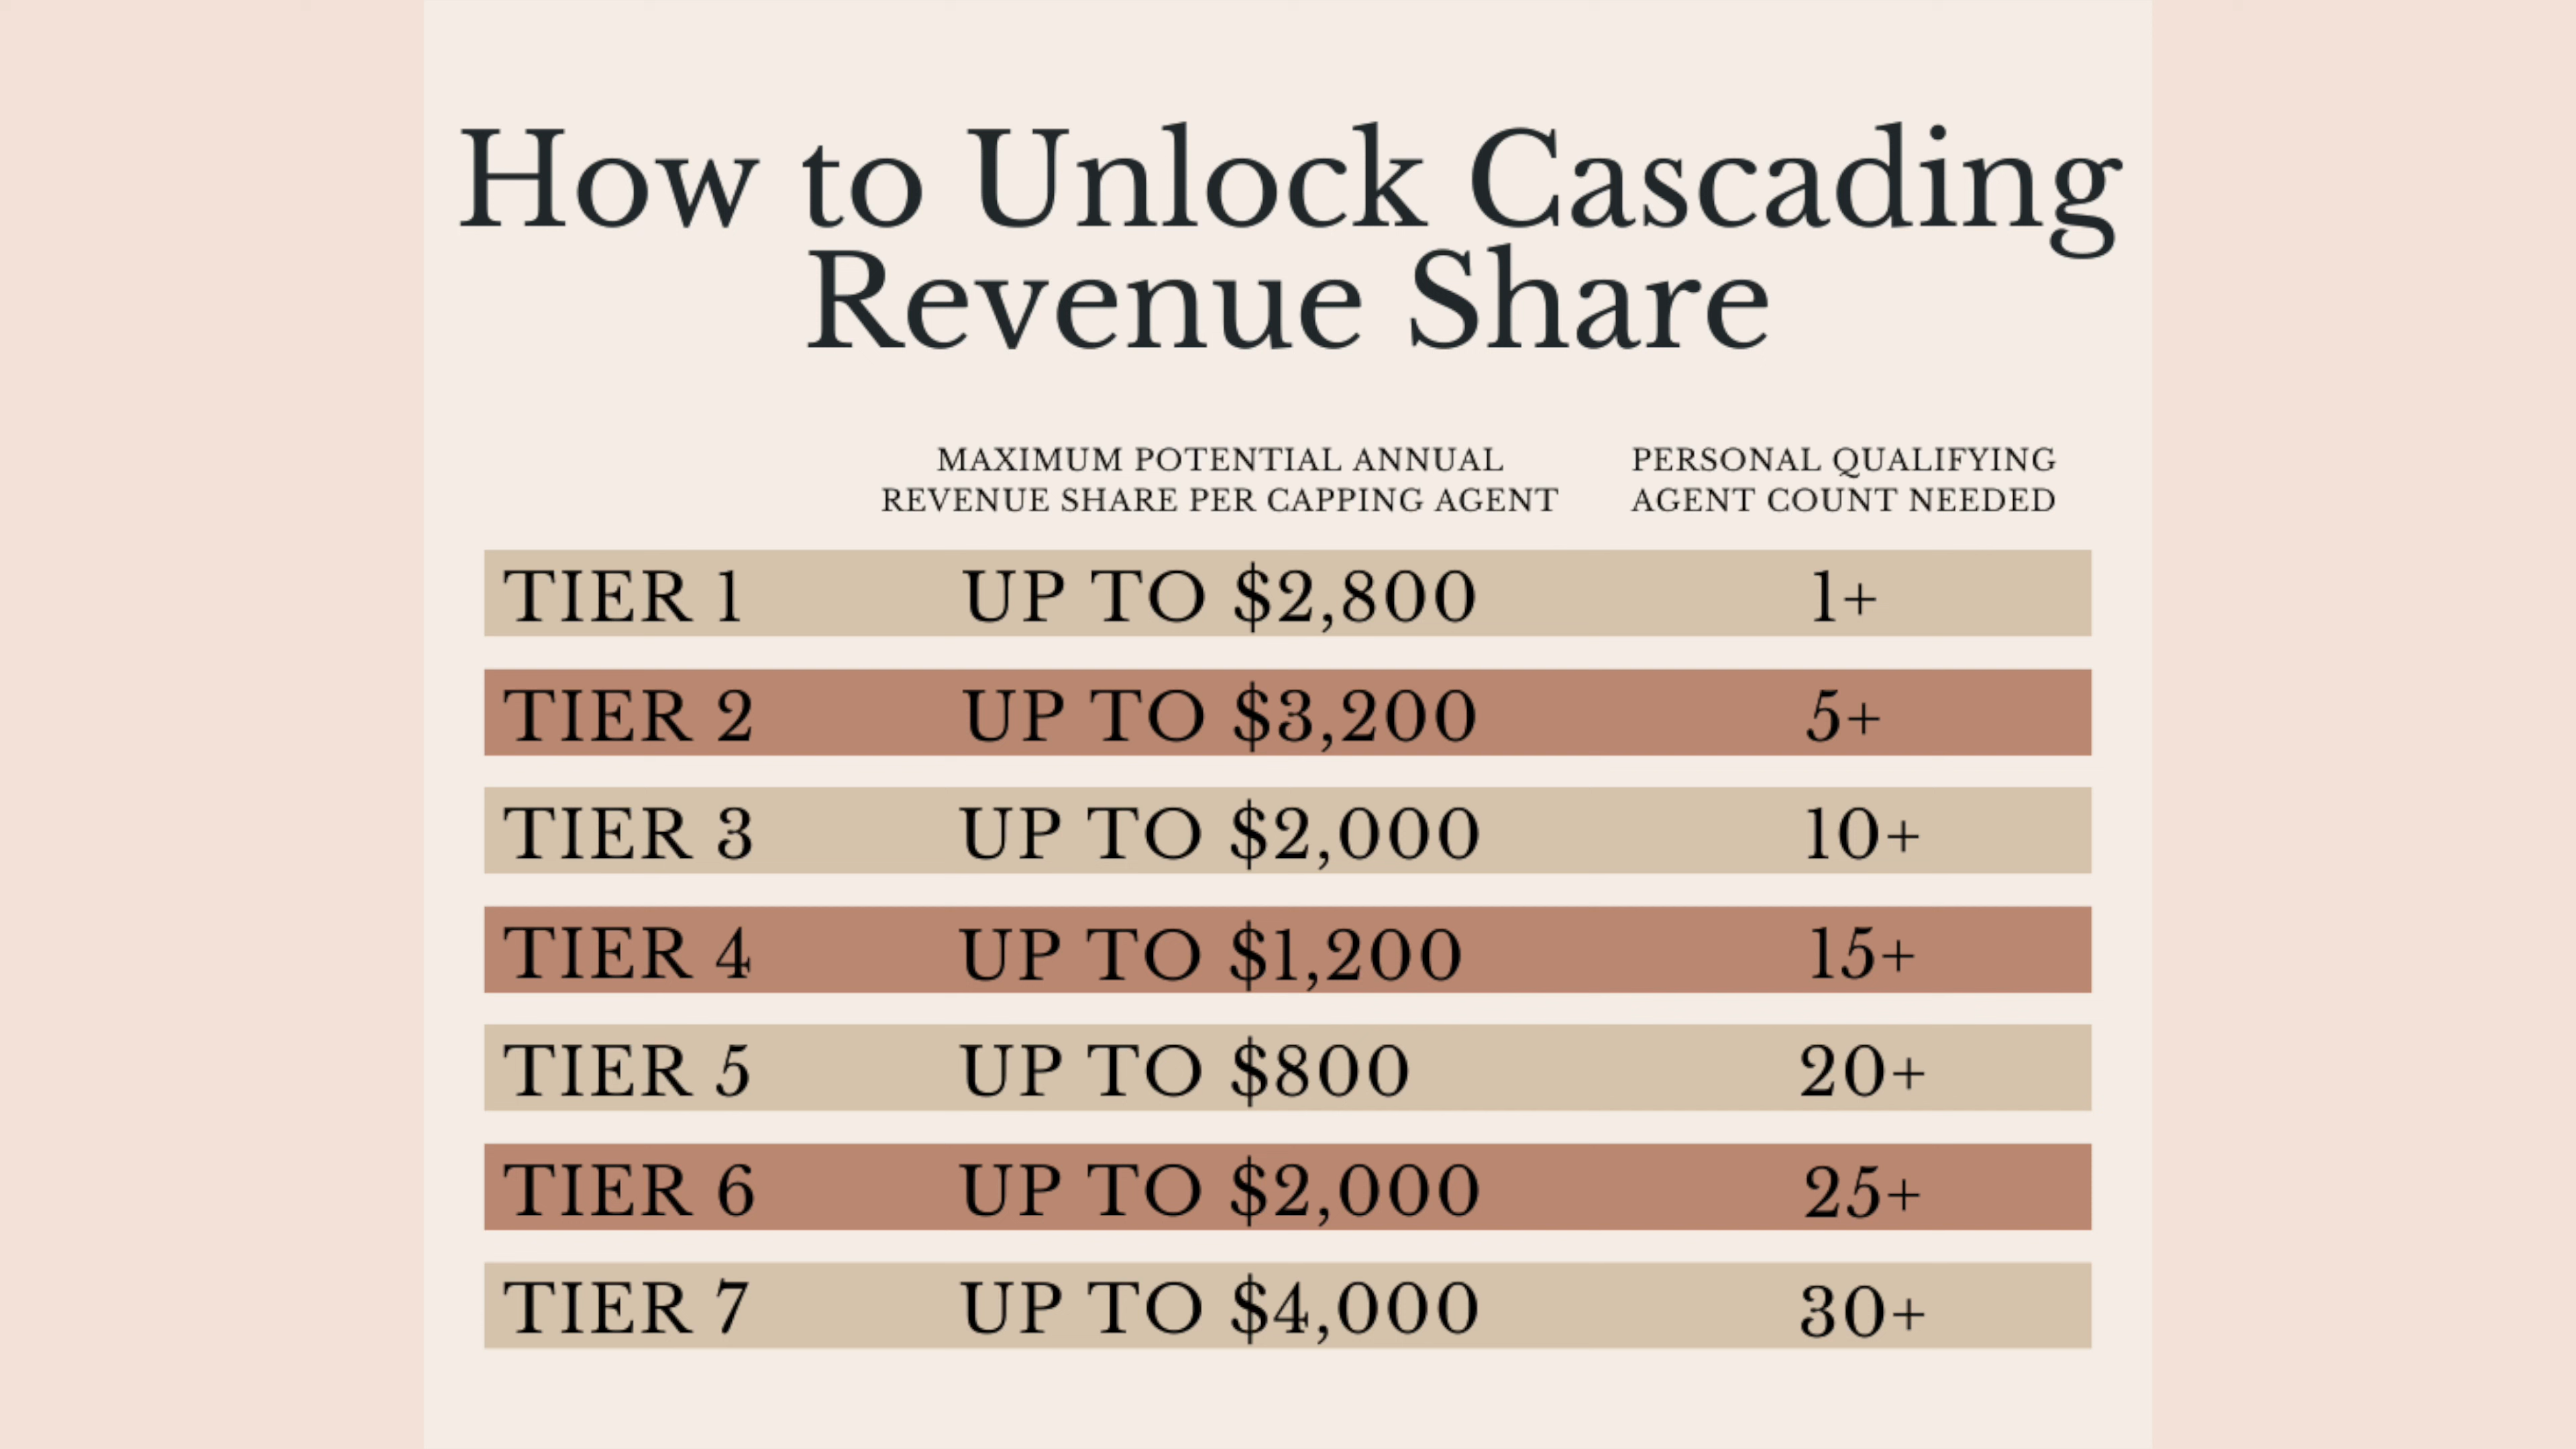 How to Unlock Cascading
Revenue Share
MAXIMUM POTENTIAL ANNUAL
REVENUE SHARE PER CAPPING AGENT
PERSONAL QUALIFYING
AGENT COUNT NEEDED
TIER 1 UP TO $2,800 1+
TIER 2 UP TO $3,200 5+
TIER 3 UP TO $2,000 10+
TIER 4 UP TO $1,200 15+
TIER 5 UP TO $800 20+
TIER 6 UP TO $2,000 25+
TIER 7 UP TO $4,000 30+